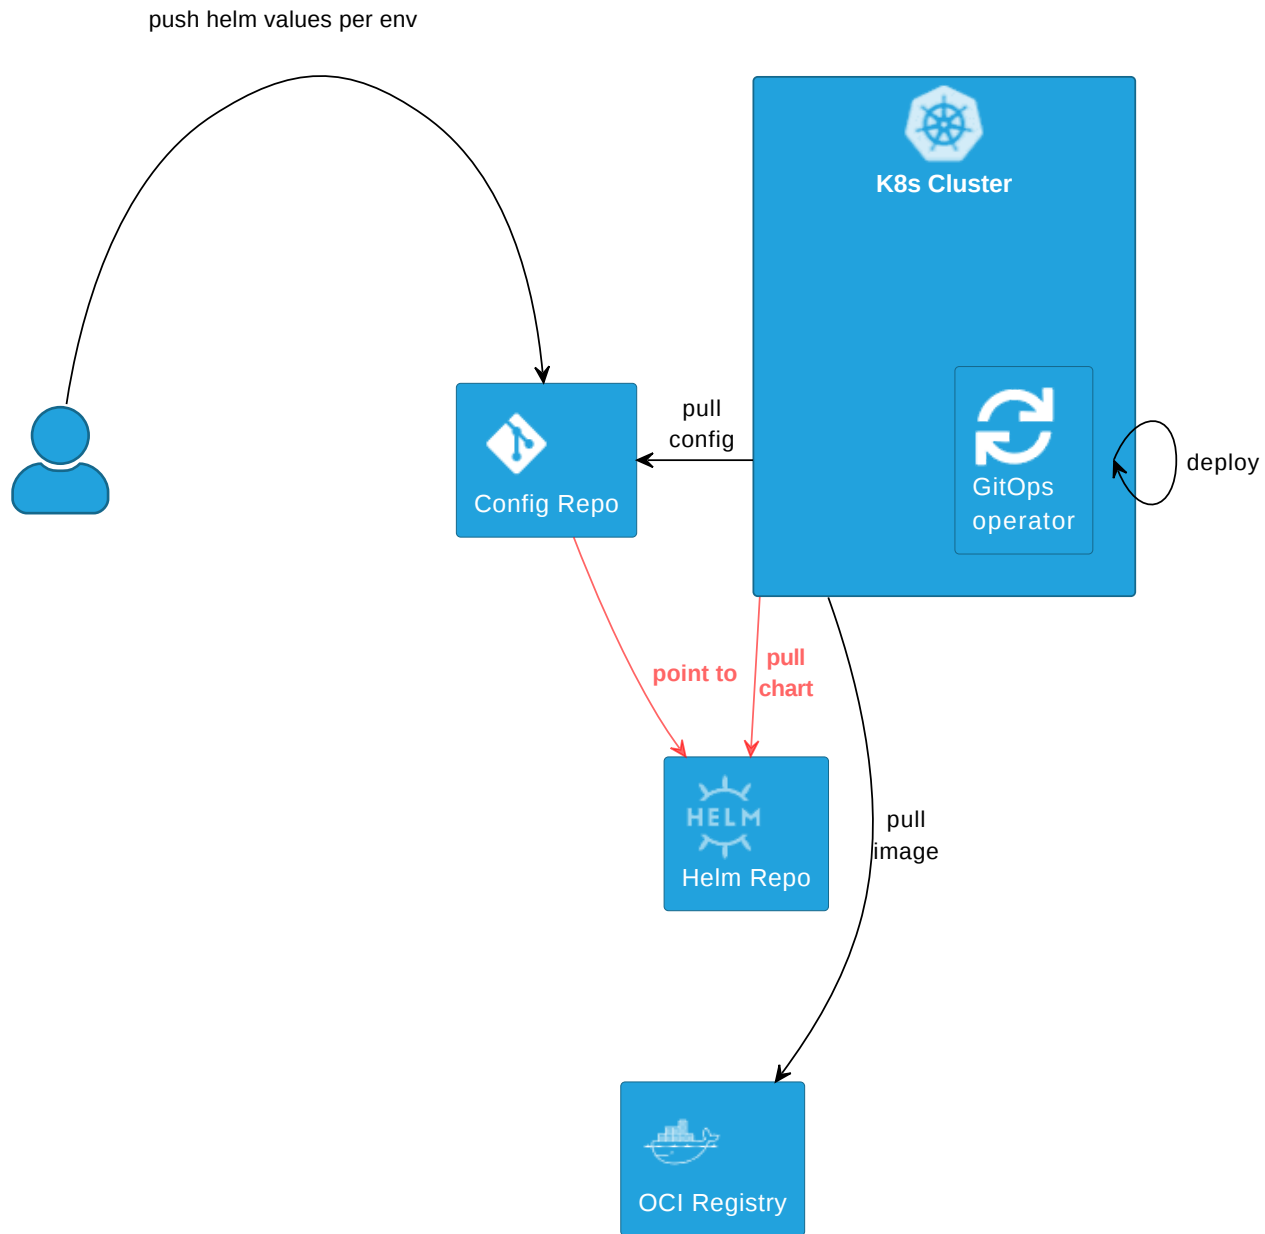 push helm values per env
K8s Cluster
pull
config
Config Repo
GitOps
operator
deploy
point to
pull
chart
HELM
Helm Repo
pull
image
OCI Registry